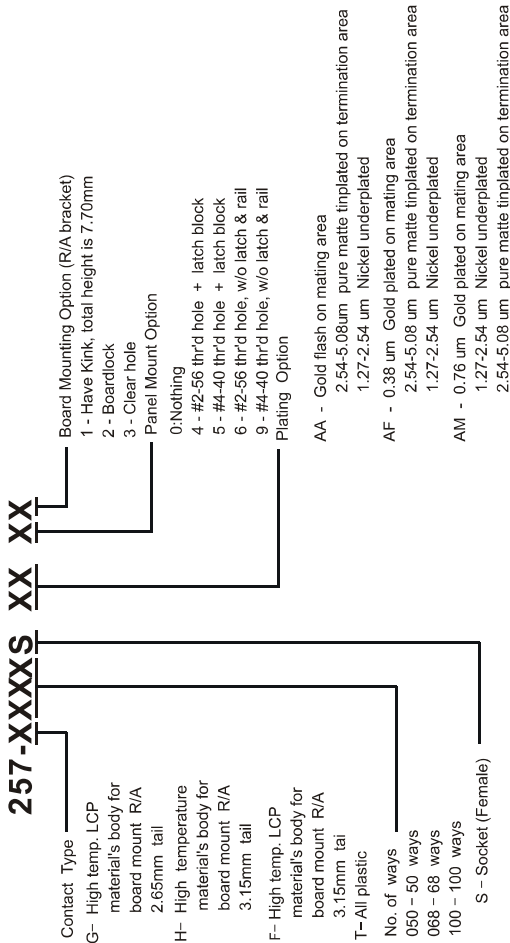 257-XXXXS XX XX
Contact Type
G– High temp. LCP
material's body for
board mount R/A
2.65mm tail
H– High temperature
material's body for
board mount R/A
3.15mm tail
F– High temp. LCP
material's body for
board mount R/A
3.15mm tai
T– All plastic
No. of ways
050 – 50 ways
068 – 68 ways
100 – 100 ways
S – Socket (Female)
Board Mounting Option (R/A bracket)
1 - Have Kink, total height is 7.70mm
2 - Boardlock
3 - Clear hole
Panel Mount Option
0:Nothing
4 - #2-56 thr'd hole + latch block
5 - #4-40 thr'd hole + latch block
6 - #2-56 thr'd hole, w/o latch & rail
9 - #4-40 thr'd hole, w/o latch & rail
Plating Option
AA - Gold flash on mating area
2.54-5.08um pure matte tinplated on termination area
1.27-2.54 um Nickel underplated
AF - 0.38 um Gold plated on mating area
2.54-5.08 um pure matte tinplated on termination area
1.27-2.54 um Nickel underplated
AM - 0.76 um Gold plated on mating area
1.27-2.54 um Nickel underplated
2.54-5.08 um pure matte tinplated on termination area